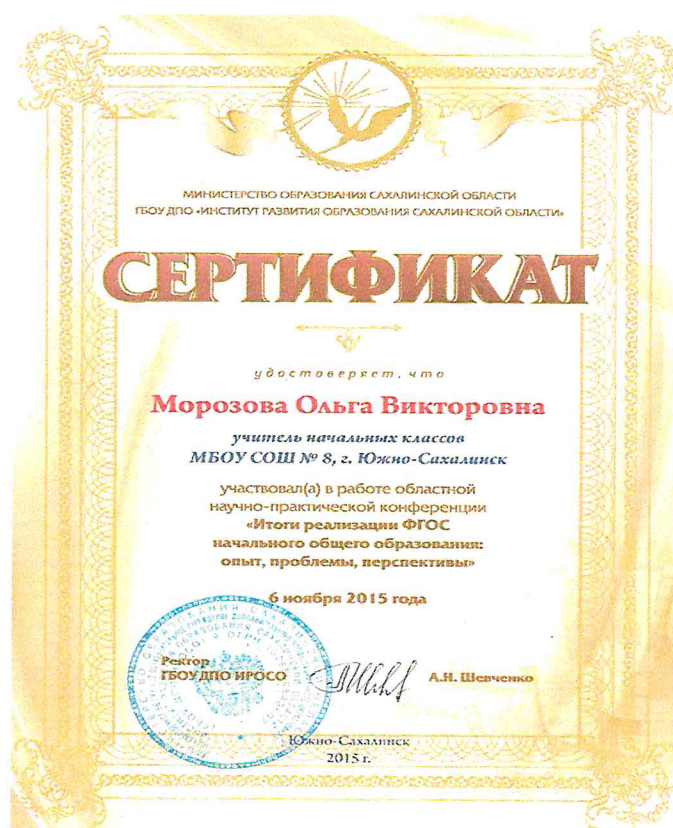 МИНИСТЕРСТВО ОБРАЗОВАНИЯ САХАЛИНСКОЙ ОБЛАСТИ
ГБОУ ДПО «ИНСТИТУТ РАЗВИТИЯ ОБРАЗОВАНИЯ САХАЛИНСКОЙ ОБЛАСТИ»
СЕРТИФИКАТ
удостоверяет, что
Морозова Ольга Викторовна
учитель начальных классов
МБОУ СОШ № 8, г. Южно-Сахалинск
участвовал(а) в работе областной
научно-практической конференции
«Итоги реализации ФГОС
начального общего образования:
опыт, проблемы, перспективы»
6 ноября 2015 года
Ректор
ГБОУ ДПО ИРОСО
А.Н. Шевченко
Южно-Сахалинск
2015 г.